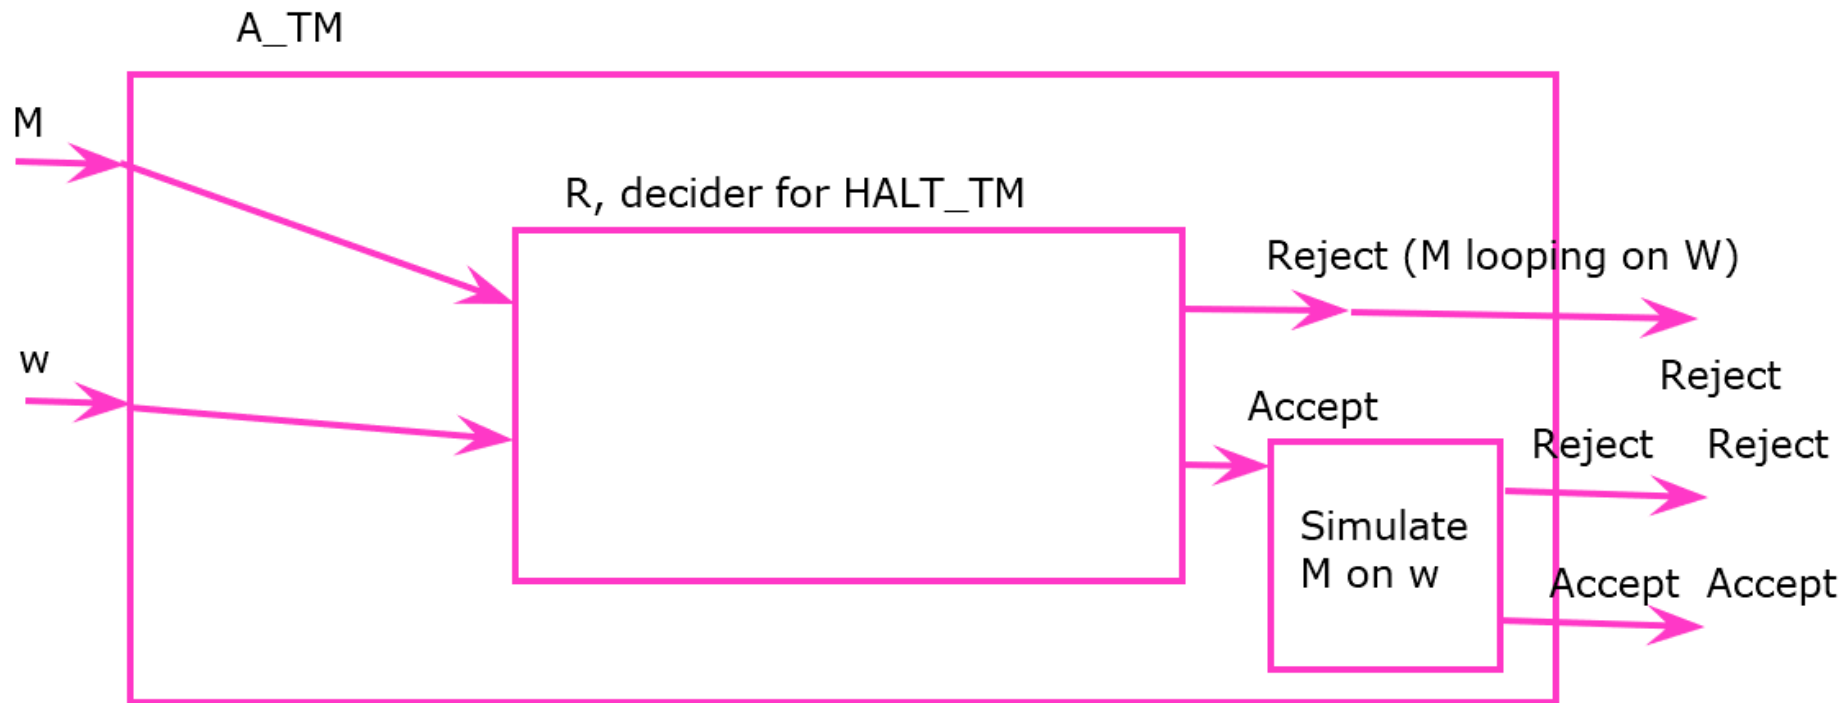 A_TM
M
R, decider for HALT_TM
Reject (M looping on W)
w
Reject
Accept
Reject Reject
Simulate
M on w
Accept Accept